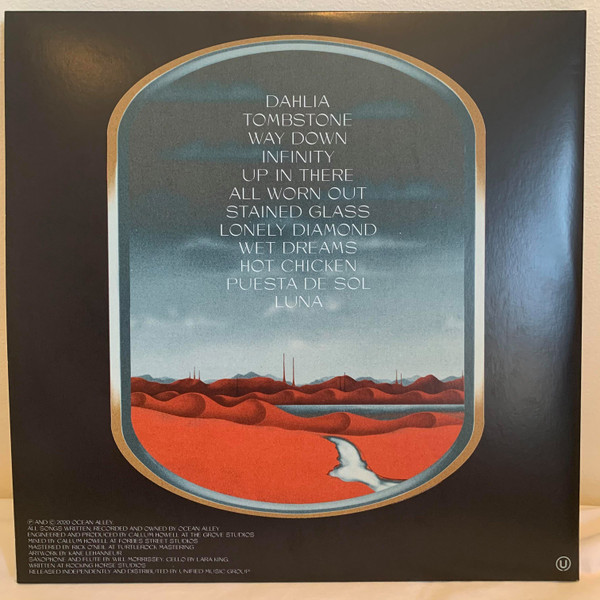 DAHLIA
TOMBSTONE
WAY DOWN
INFINITY
UP IN THERE
ALL WORN OUT
STAINED GLASS
LONELY DIAMOND
WET DREAMS
HOT CHICKEN
PUESTA DE SOL
LUNA
Ⓟ AND © 2020 OCEAN ALLEY
ALL SONGS WRITTEN, RECORDED AND OWNED BY OCEAN ALLEY
ENGINEERED AND PRODUCED BY CALLUM HOWELL AT THE GROVE STUDIOS
MIXED BY CALLUM HOWELL AT FORBES STREET STUDIOS
MASTERED BY RICK O'NEIL AT TURTLEROCK MASTERING
ARTWORK BY KANE LEHANNEUR
SAXOPHONE AND FLUTE BY WILL MORRISSEY. CELLO BY LARA KING.
WRITTEN AT ROCKING HORSE STUDIOS
RELEASED INDEPENDENTLY AND DISTRIBUTED BY UNIFIED MUSIC GROUP
U